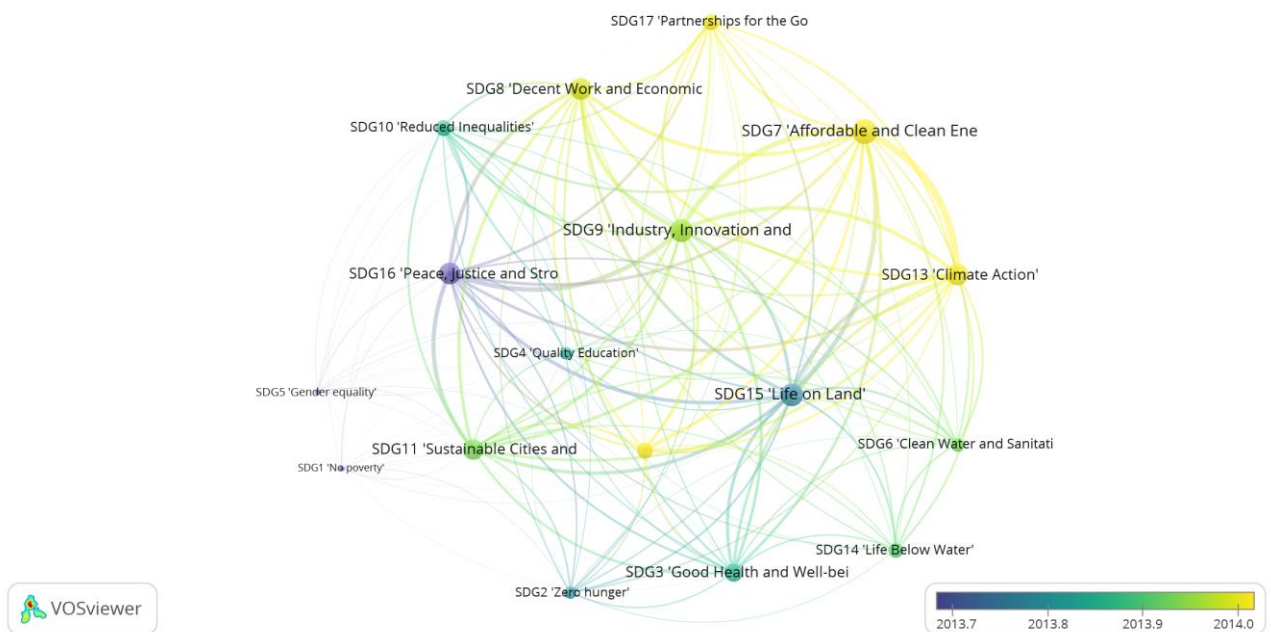 SDG17 'Partnerships for the Go
SDG8 'Decent Work and Economic
SDG10 'Reduced Inequalities'
SDG7 'Affordable and Clean Ene
SDG9 'Industry, Innovation and
SDG16 'Peace, Justice and Stro
SDG13 'Climate Action'
SDG4 'Quality Education'
SDG5 'Gender equality'
SDG15 'Life on Land'
SDG11 'Sustainable Cities and
SDG6 'Clean Water and Sanitati
SDG1 'No poverty'
SDG14 'Life Below Water'
SDG3 'Good Health and Well-bei
SDG2 'Zero hunger'
VOSviewer
2013.7 2013.8 2013.9 2014.0